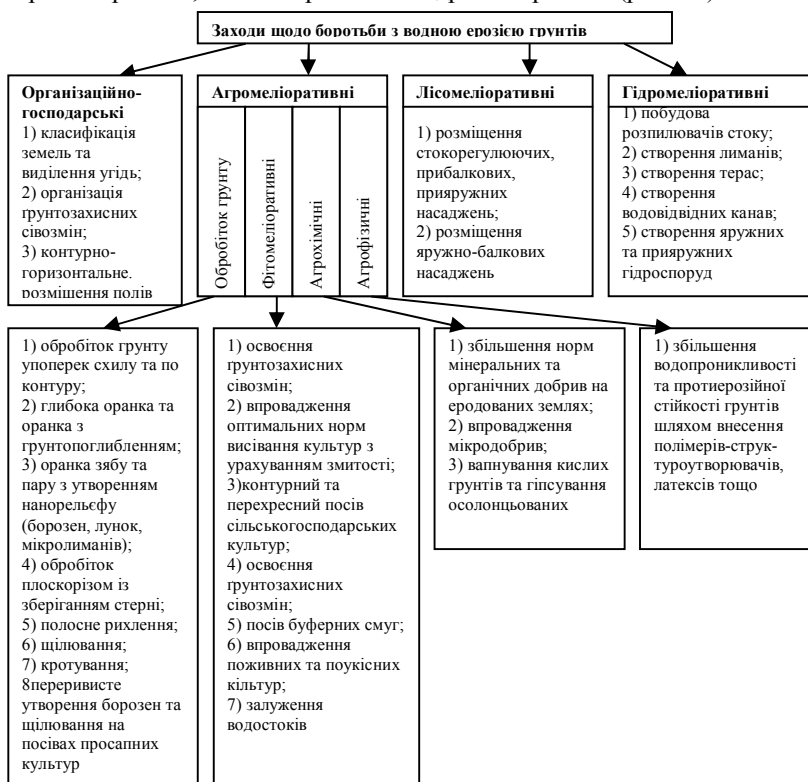 Заходи щодо боротьби з водною ерозією грунтів
Організаційно-
господарські
1) класифікація
земель та
виділення угідь;
2) організація
ґрунтозахисних
сівозмін;
3) контурно-
горизонтальне.
розміщення полів
Агромеліоративні
Обробіток грунту
Фітомеліоративні
Агрохімічні
Агрофізичні
Лісомеліоративні
1) розміщення
стокорегулюючих,
прибалкових,
прияружних
насаджень;
2) розміщення
яружно-балкових
насаджень
Гідромеліоративні
1) побудова
розпилювачів стоку;
2) створення лиманів;
3) створення терас;
4) створення
водовідвідних канав;
5) створення яружних
та прияружних
гідроспоруд
1) обробіток грунту
упоперек схилу та по
контуру;
2) глибока оранка та
оранка з
грунтопоглибленням;
3) оранка зябу та
пару з утворенням
нанорельєфу
(борозен, лунок,
мікролиманів);
4) обробіток
плоскорізом із
зберіганням стерні;
5) полосне рихлення;
6) щілювання;
7) кротування;
8переривисте
утворення борозен та
щілювання на
посівах просапних
культур
1) освоєння
ґрунтозахисних
сівозмін;
2) впровадження
оптимальних норм
висівання культур з
урахуванням змитості;
3)контурний та
перехресний посів
сільськогосподарських
культур;
4) освоєння
ґрунтозахисних
сівозмін;
5) посів буферних смуг;
6) впровадження
поживних та поукісних
кільтур;
7) залуження
водостоків
1) збільшення норм
мінеральних та
органічних добрив на
еродованих землях;
2) впровадження
мікродобрив;
3) вапнування кислих
грунтів та гіпсування
осолонцьованих
1) збільшення
водопроникливості
та протиерозійної
стійкості грунтів
шляхом внесення
полімерів-струк-
туроутворювачів,
латексів тощо